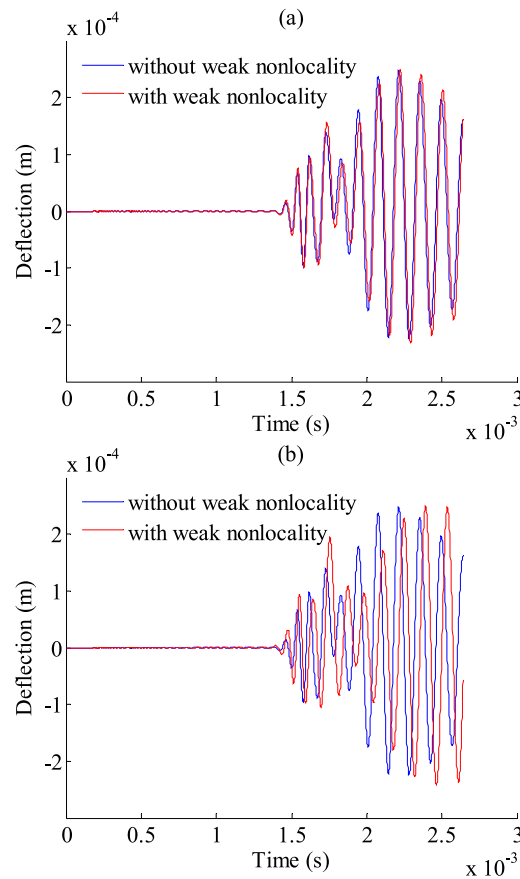 (a)
x 10⁻⁴
without weak nonlocality
with weak nonlocality
Deflection (m)
2
1
0
-1
-2
0 0.5 1 1.5 2 2.5 3
Time (s)
x 10⁻³
(b)
x 10⁻⁴
without weak nonlocality
with weak nonlocality
Deflection (m)
2
1
0
-1
-2
0 0.5 1 1.5 2 2.5 3
Time (s)
x 10⁻³